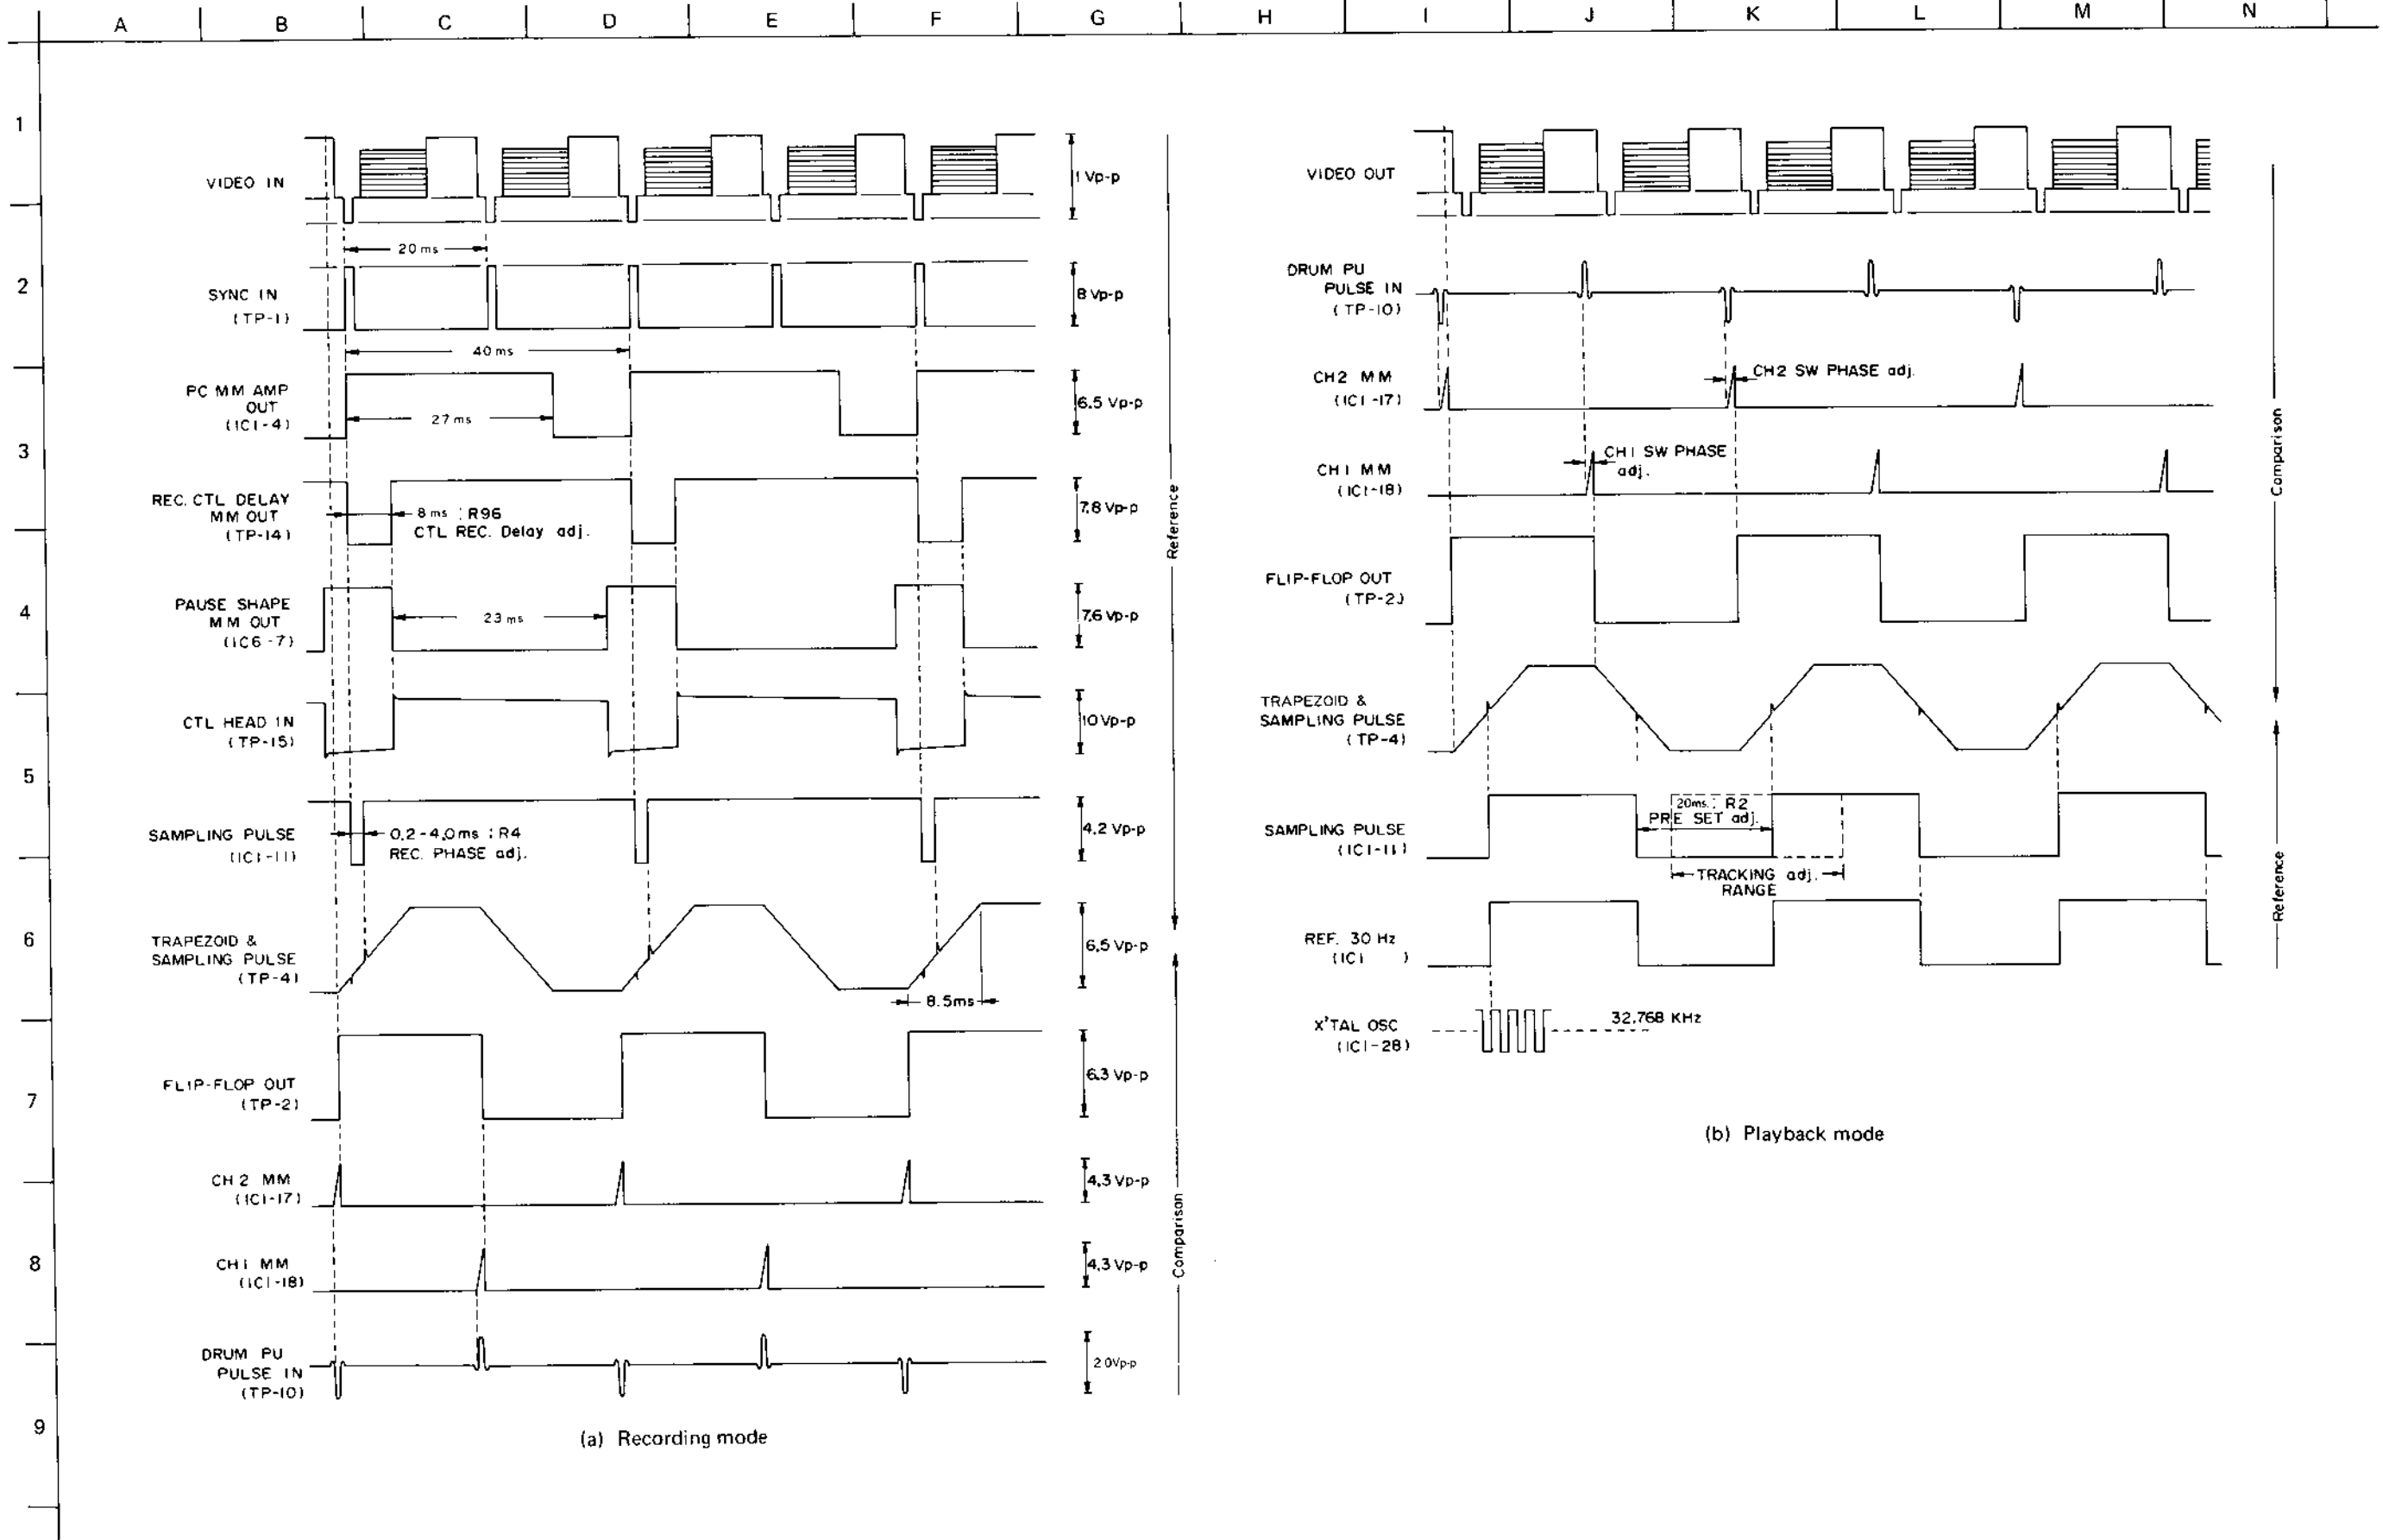 A B C D E F G H I J K L M N
1
2
3
4
5
6
7
8
9
VIDEO IN
1 Vp-p
20 ms
SYNC IN
(TP-1)
8 Vp-p
40 ms
PC MM AMP
OUT
(IC1-4)
27 ms
6.5 Vp-p
REC. CTL DELAY
MM OUT
(TP-14)
8 ms : R96
CTL REC. Delay adj.
7.8 Vp-p
PAUSE SHAPE
MM OUT
(IC6-7)
23 ms
7.6 Vp-p
CTL HEAD IN
(TP-15)
10 Vp-p
SAMPLING PULSE
(IC1-11)
0.2-4.0ms : R4
REC. PHASE adj.
4.2 Vp-p
TRAPEZOID &
SAMPLING PULSE
(TP-4)
8.5ms
6.5 Vp-p
FLIP-FLOP OUT
(TP-2)
6.3 Vp-p
CH2 MM
(IC1-17)
4.3 Vp-p
CH1 MM
(IC1-18)
4.3 Vp-p
DRUM PU
PULSE IN
(TP-10)
2.0Vp-p
Reference
Comparison
(a) Recording mode
VIDEO OUT
DRUM PU
PULSE IN
(TP-10)
CH2 MM
(IC1-17)
CH2 SW PHASE adj.
CH1 MM
(IC1-18)
CH1 SW PHASE
adj.
FLIP-FLOP OUT
(TP-2)
TRAPEZOID &
SAMPLING PULSE
(TP-4)
SAMPLING PULSE
(IC1-11)
20ms. : R2
PRE SET adj.
TRACKING adj.
RANGE
REF. 30 Hz
(IC1 )
X'TAL OSC
(IC1-28)
32.768 KHz
Comparison
Reference
(b) Playback mode